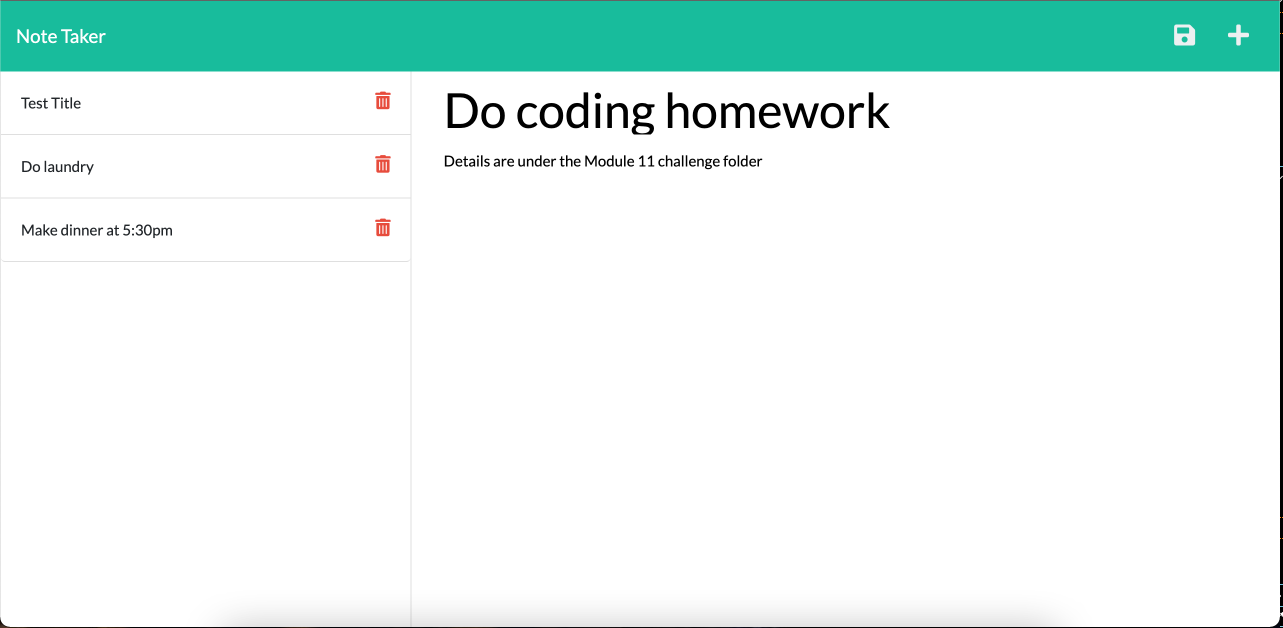 Note Taker
Test Title
Do laundry
Make dinner at 5:30pm
Do coding homework
Details are under the Module 11 challenge folder